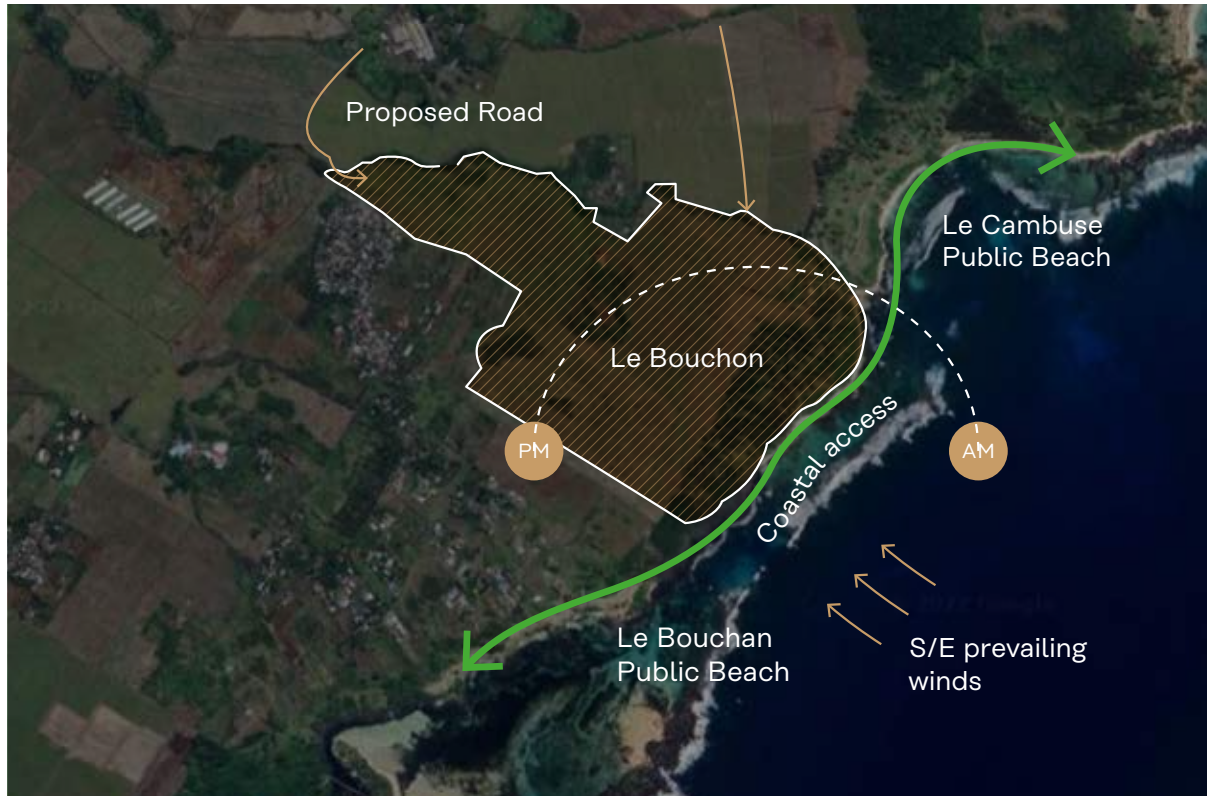 Proposed Road
Le Cambuse
Public Beach
Le Bouchon
PM
AM
Coastal access
Le Bouchan
Public Beach
S/E prevailing
winds